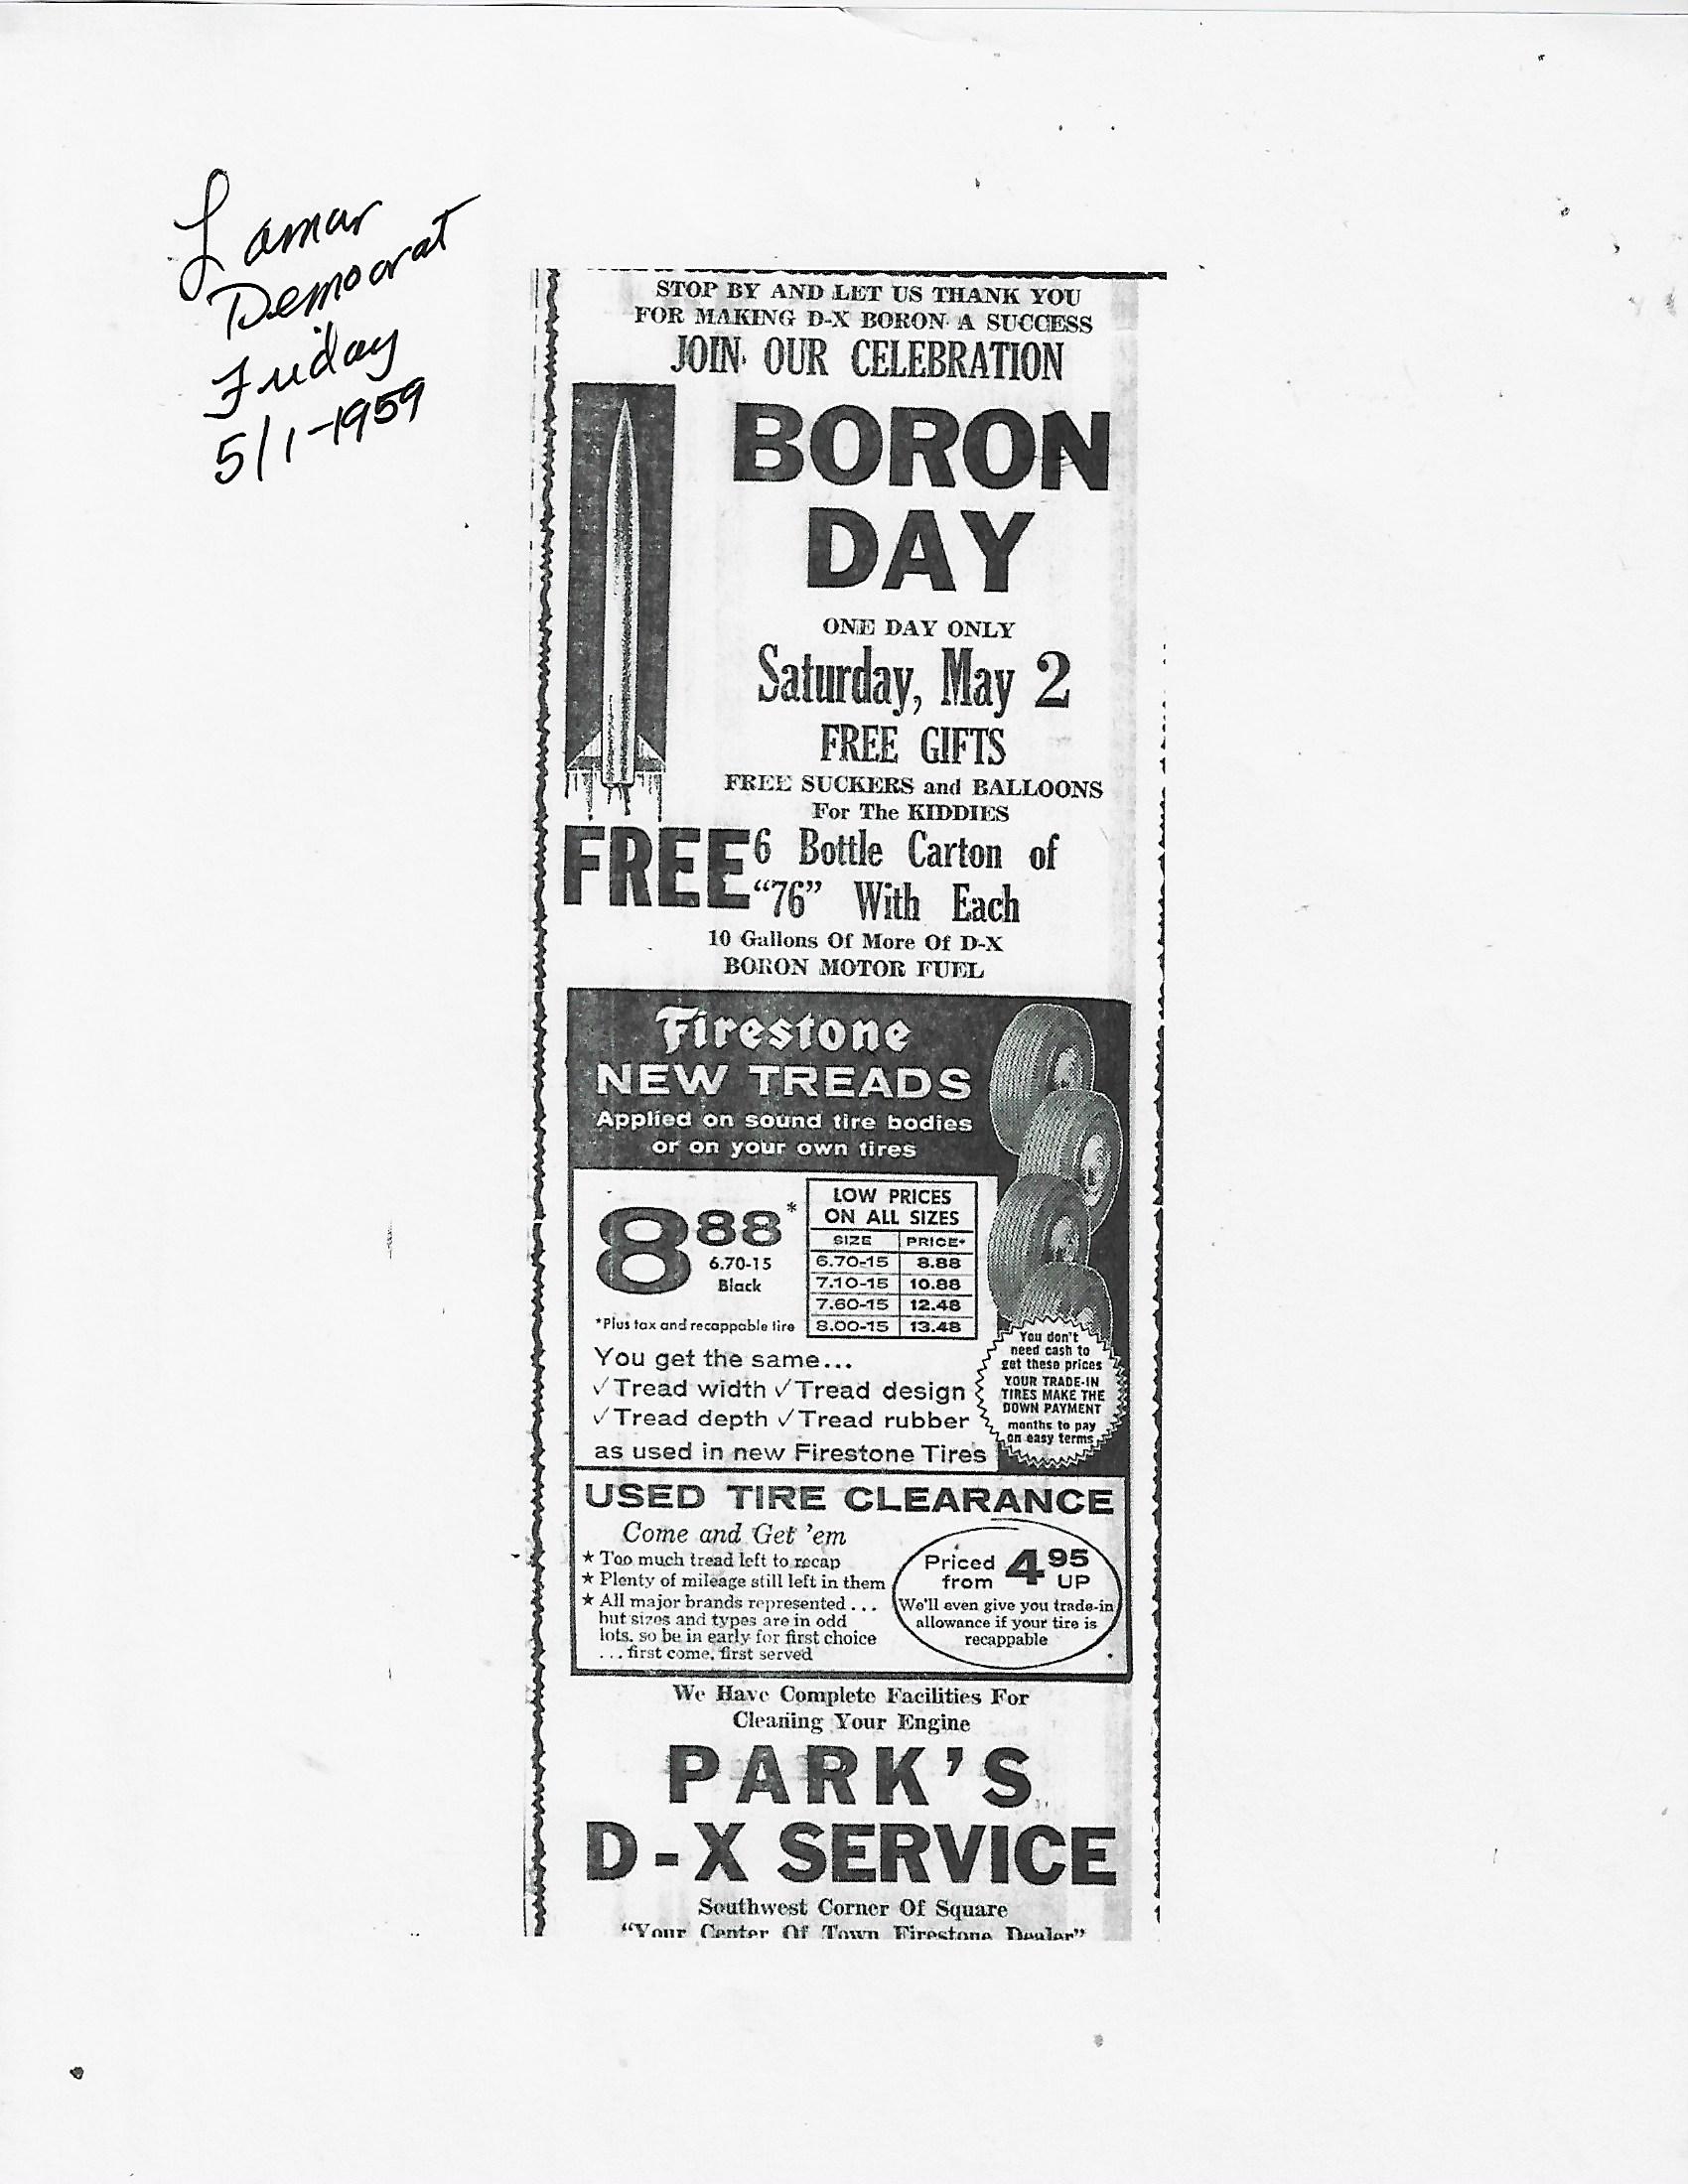 Lamar
Democrat
Friday
5/1-1959
STOP BY AND LET US THANK YOU
FOR MAKING D-X BORON A SUCCESS
JOIN OUR CELEBRATION
BORON
DAY
ONE DAY ONLY
Saturday, May 2
FREE GIFTS
FREE SUCKERS and BALLOONS
For The KIDDIES
FREE 6 Bottle Carton of
"76" With Each
10 Gallons Of More Of D-X
BORON MOTOR FUEL
Firestone
NEW TREADS
Applied on sound tire bodies
or on your own tires
8 88*
6.70-15
Black
*Plus tax and recappable tire
LOW PRICES
ON ALL SIZES
SIZE PRICE*
6.70-15 8.88
7.10-15 10.88
7.60-15 12.48
8.00-15 13.48
You get the same...
✓Tread width ✓Tread design
✓Tread depth ✓Tread rubber
as used in new Firestone Tires
You don't
need cash to
get these prices
YOUR TRADE-IN
TIRES MAKE THE
DOWN PAYMENT
months to pay
on easy terms
USED TIRE CLEARANCE
Come and Get 'em
★ Too much tread left to recap
★ Plenty of mileage still left in them
★ All major brands represented ...
but sizes and types are in odd
lots, so be in early for first choice
... first come, first served
Priced from 4 95 UP
We'll even give you trade-in
allowance if your tire is
recappable
We Have Complete Facilities For
Cleaning Your Engine
PARK'S
D-X SERVICE
Southwest Corner Of Square
"Your Center Of Town Firestone Dealer"